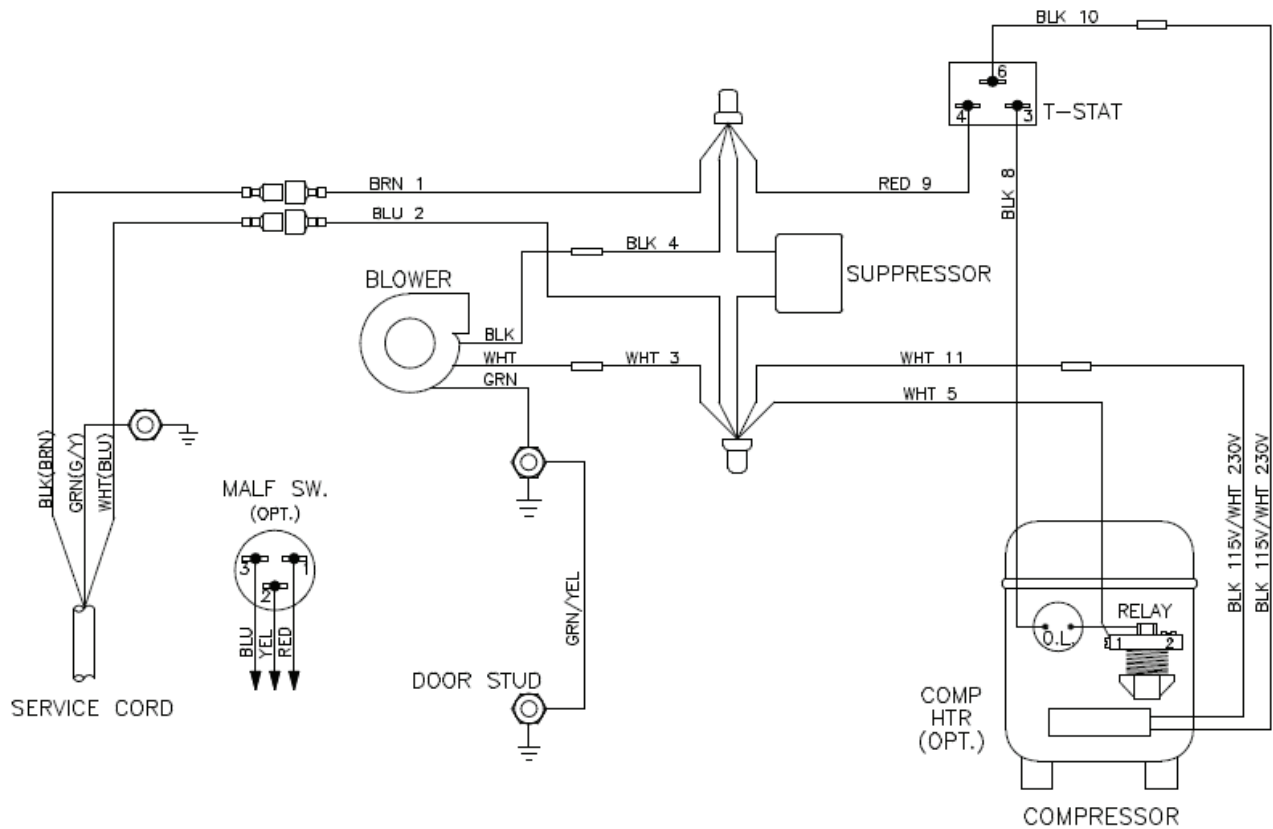 BLK 10
6
4
3
T-STAT
BRN 1
RED 9
BLK 8
BLU 2
BLK 4
SUPPRESSOR
BLOWER
BLK
WHT
WHT 3
WHT 11
GRN
WHT 5
BLK(BRN)
GRN(G/Y)
WHT(BLU)
MALF SW.
(OPT.)
3
1
2
BLU
YEL
RED
GRN/YEL
BLK 115V/WHT 230V
BLK 115V/WHT 230V
RELAY
O.L.
1
2
DOOR STUD
SERVICE CORD
COMP
HTR
(OPT.)
COMPRESSOR